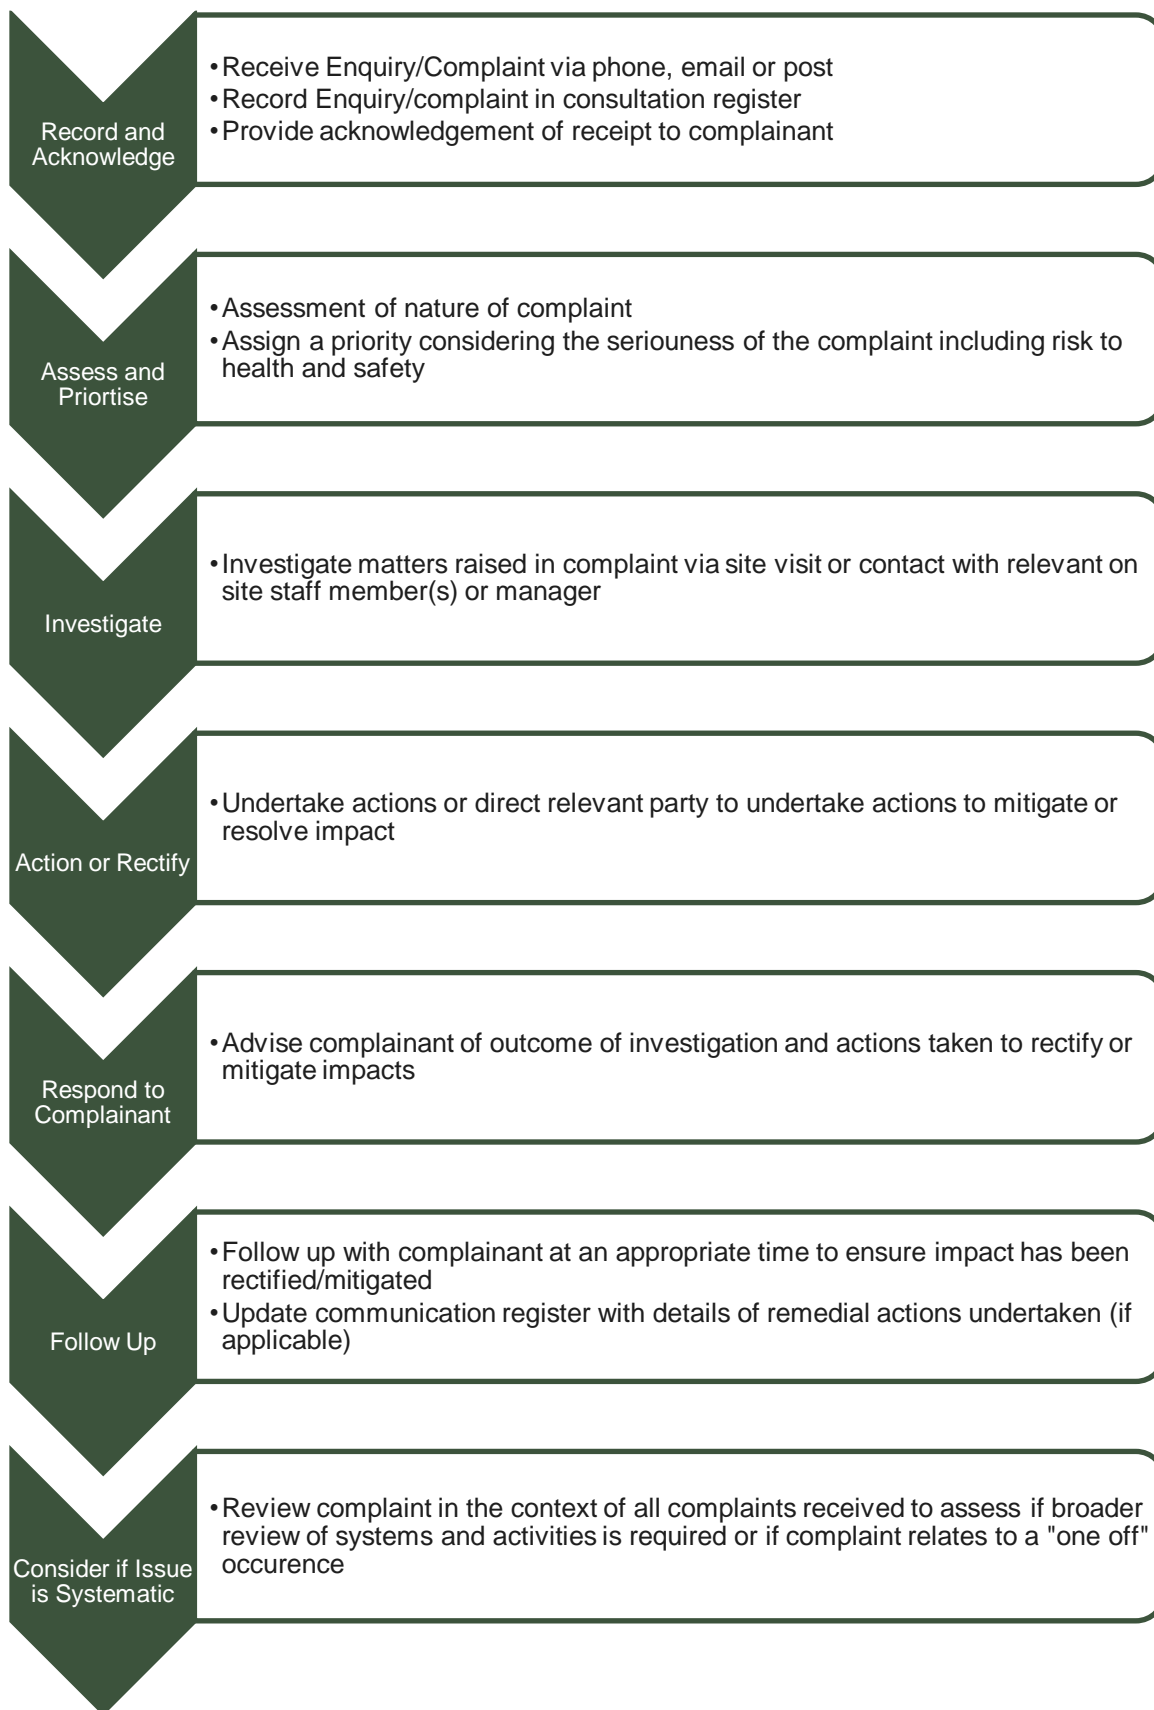 Record and
Acknowledge
•Receive Enquiry/Complaint via phone, email or post
•Record Enquiry/complaint in consultation register
•Provide acknowledgement of receipt to complainant
Assess and
Priortise
•Assessment of nature of complaint
•Assign a priority considering the seriouness of the complaint including risk to
health and safety
Investigate
•Investigate matters raised in complaint via site visit or contact with relevant on
site staff member(s) or manager
Action or Rectify
•Undertake actions or direct relevant party to undertake actions to mitigate or
resolve impact
Respond to
Complainant
•Advise complainant of outcome of investigation and actions taken to rectify or
mitigate impacts
Follow Up
•Follow up with complainant at an appropriate time to ensure impact has been
rectified/mitigated
•Update communication register with details of remedial actions undertaken (if
applicable)
Consider if Issue
is Systematic
•Review complaint in the context of all complaints received to assess if broader
review of systems and activities is required or if complaint relates to a "one off"
occurence